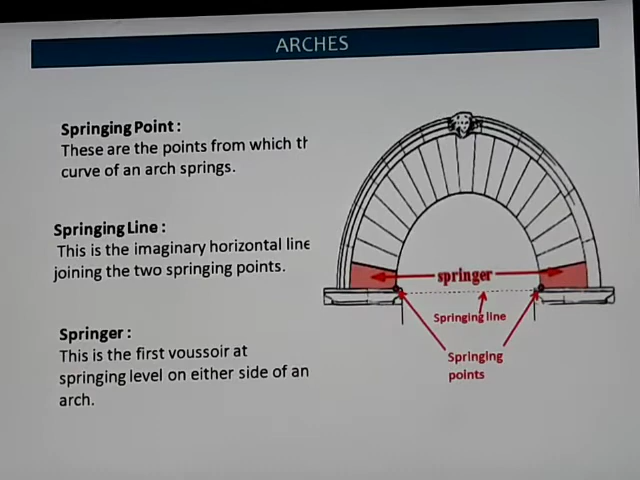 ARCHES
Springing Point :
These are the points from which th
curve of an arch springs.
Springing Line :
This is the imaginary horizontal line
joining the two springing points.
Springer :
This is the first voussoir at
springing level on either side of an
arch.
springer
Springing line
Springing
points